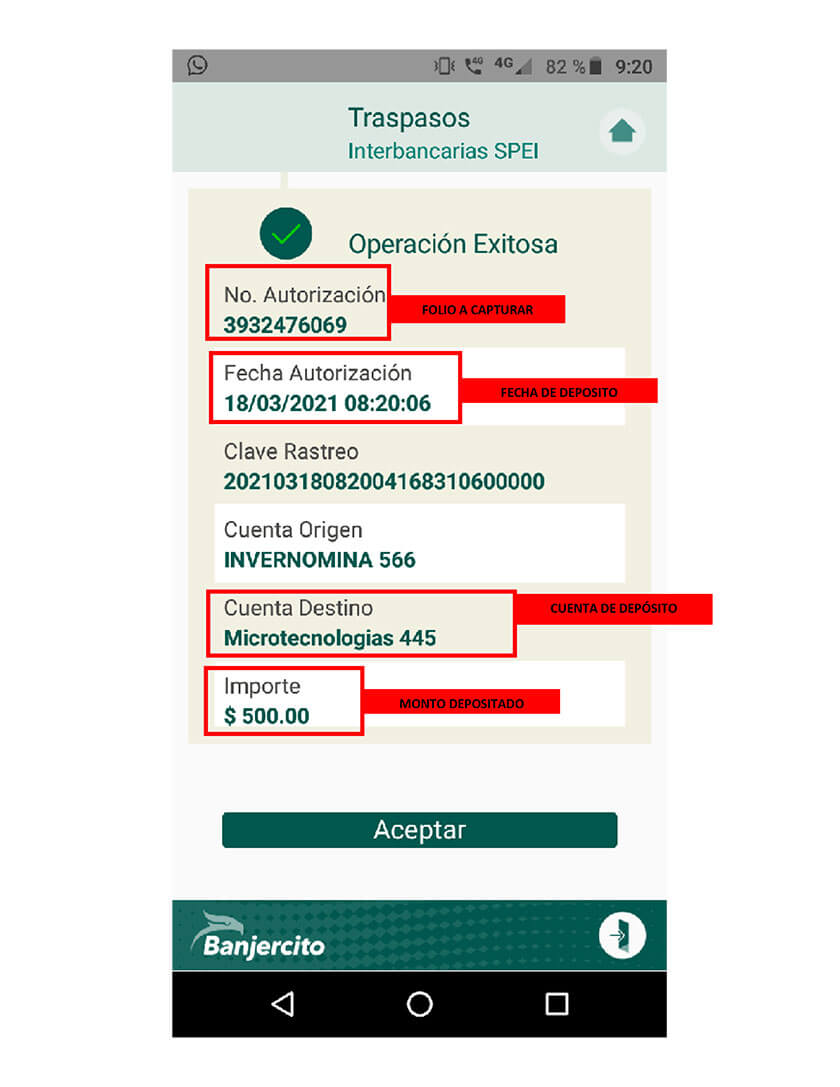 4G 4G 82 % 9:20
Traspasos
Interbancarias SPEI
Operación Exitosa
No. Autorización
3932476069
FOLIO A CAPTURAR
Fecha Autorización
18/03/2021 08:20:06
FECHA DE DEPOSITO
Clave Rastreo
20210318082004168310600000
Cuenta Origen
INVERNOMINA 566
Cuenta Destino
Microtecnologias 445
CUENTA DE DEPÓSITO
Importe
$ 500.00
MONTO DEPOSITADO
Aceptar
Banjercito